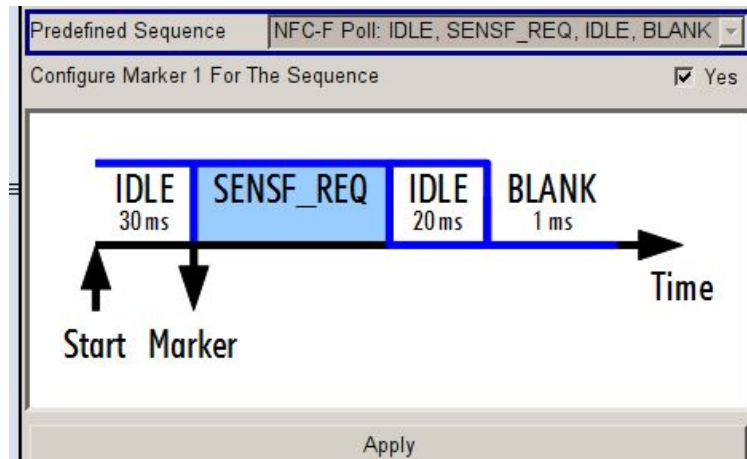 Predefined Sequence NFC-F Poll: IDLE, SENSF_REQ, IDLE, BLANK
Configure Marker 1 For The Sequence Yes
IDLE SENSF_REQ IDLE BLANK
30 ms 20 ms 1 ms
Time
Start Marker
Apply